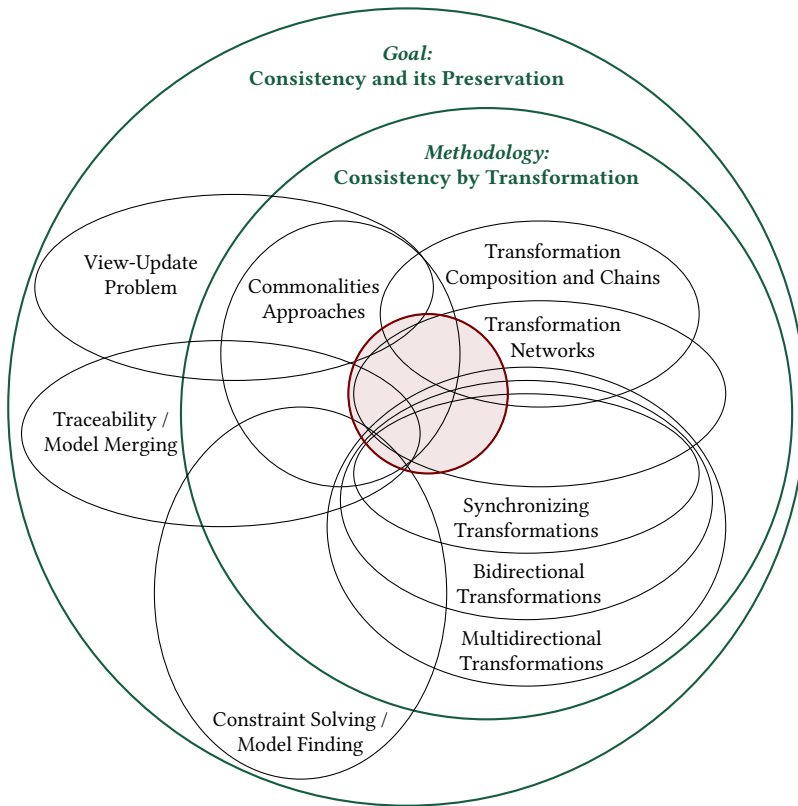 Goal:
Consistency and its Preservation
Methodology:
Consistency by Transformation
View-Update
Problem
Commonalities
Approaches
Transformation
Composition and Chains
Transformation
Networks
Traceability /
Model Merging
Synchronizing
Transformations
Bidirectional
Transformations
Multidirectional
Transformations
Constraint Solving /
Model Finding